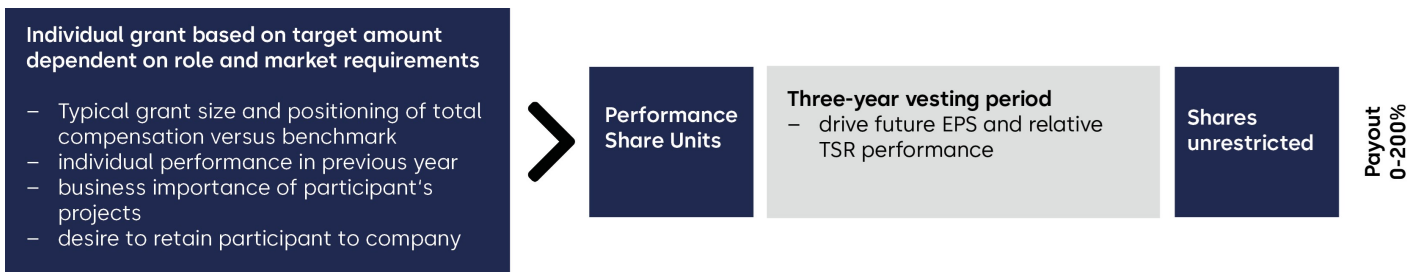 Individual grant based on target amount
dependent on role and market requirements
– Typical grant size and positioning of total
compensation versus benchmark
– individual performance in previous year
– business importance of participant‘s
projects
– desire to retain participant to company
Performance
Share Units
Three-year vesting period
– drive future EPS and relative
TSR performance
Shares
unrestricted
Payout
0-200%